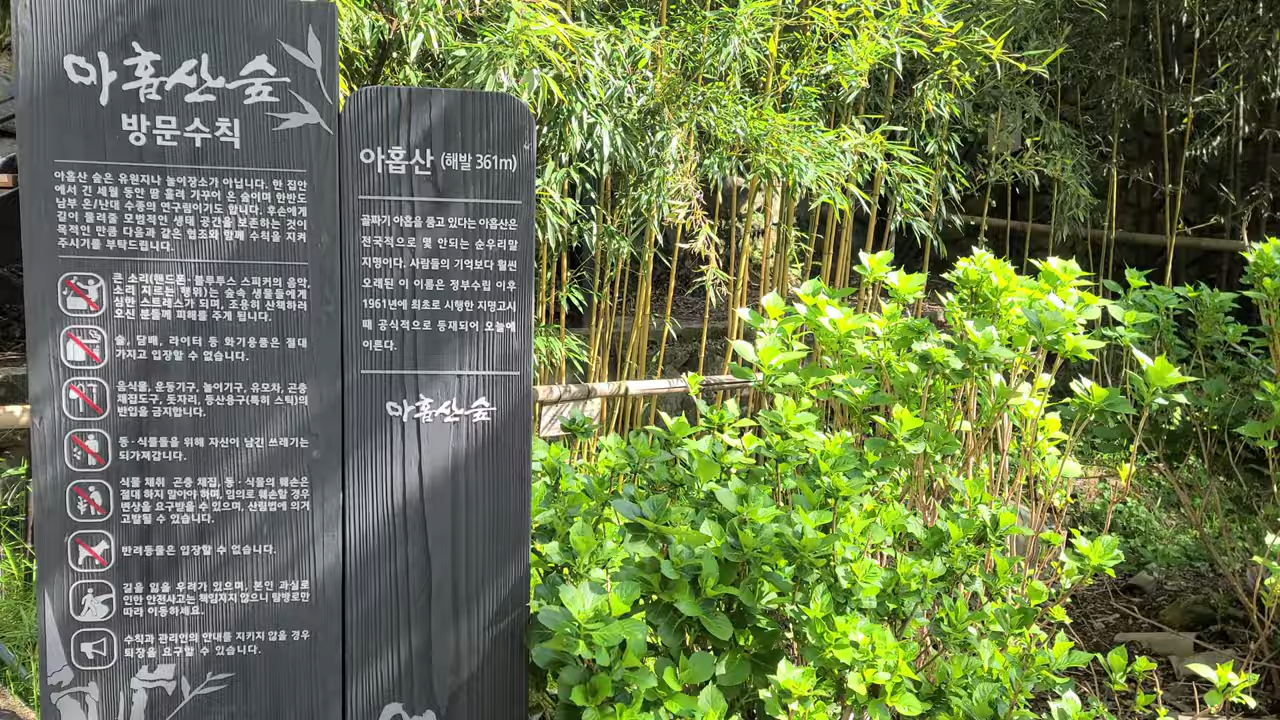 아홉산숲
방문수칙
아홉산 숲은 유원지나 놀이장소가 아닙니다. 한 집안
에서 긴 세월 동안 땀 흘려 가꾸어 온 숲이며 한반도
남부 온/난대 수종의 연구림이기도 합니다. 후손에게
길이 물려줄 모범적인 생태 공간을 보존하는 것이
목적인 만큼 다음과 같은 협조와 함께 수칙을 지켜
주시기를 부탁드립니다.
큰 소리(핸드폰·블루투스 스피커의 음악,
소리 지르는 행위)는 숲속 생물들에게
심한 스트레스가 되며, 조용히 산책하러
오신 분들께 피해를 주게 됩니다.
술, 담배, 라이터 등 화기용품은 절대
가지고 입장할 수 없습니다.
음식물, 운동기구, 놀이기구, 유모차, 곤충
채집도구, 돗자리, 등산용구(특히 스틱)의
반입을 금지합니다.
동·식물들을 위해 자신이 남긴 쓰레기는
되가져갑니다.
식물 채취 곤충 채집, 동·식물의 훼손은
절대 하지 말아야 하며, 임의로 훼손할 경우
변상을 요구받을 수 있으며, 산림법에 의거
고발될 수 있습니다.
반려동물은 입장할 수 없습니다.
길을 잃을 우려가 있으며, 본인 과실로
인한 안전사고는 책임지지 않으니 탐방로만
따라 이동하세요.
수칙과 관리인의 안내를 지키지 않을 경우
퇴장을 요구할 수 있습니다.
아홉산 (해발 361m)
골짜기 아홉을 품고 있다는 아홉산은
전국적으로 몇 안되는 순우리말
지명이다. 사람들의 기억보다 훨씬
오래된 이 이름은 정부수립 이후
1961년에 최초로 시행한 지명고시
때 공식적으로 등재되어 오늘에
이른다.
아홉산숲